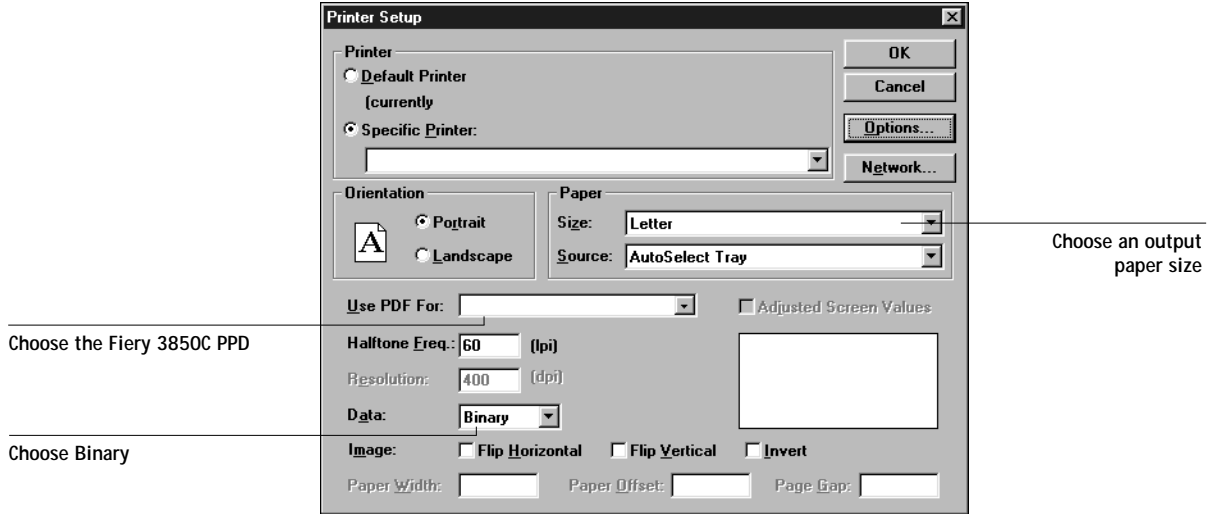 Printer Setup
Printer
Default Printer
(currently
Specific Printer:
OK
Cancel
Options...
Network...
Orientation
A
Portrait
Landscape
Paper
Size: Letter
Source: AutoSelect Tray
Choose an output
paper size
Use PDF For:
Adjusted Screen Values
Choose the Fiery 3850C PPD
Halftone Freq.: 60 (lpi)
Resolution: 400 (dpi)
Data: Binary
Choose Binary
Image: Flip Horizontal Flip Vertical Invert
Paper Width: Paper Offset: Page Gap: